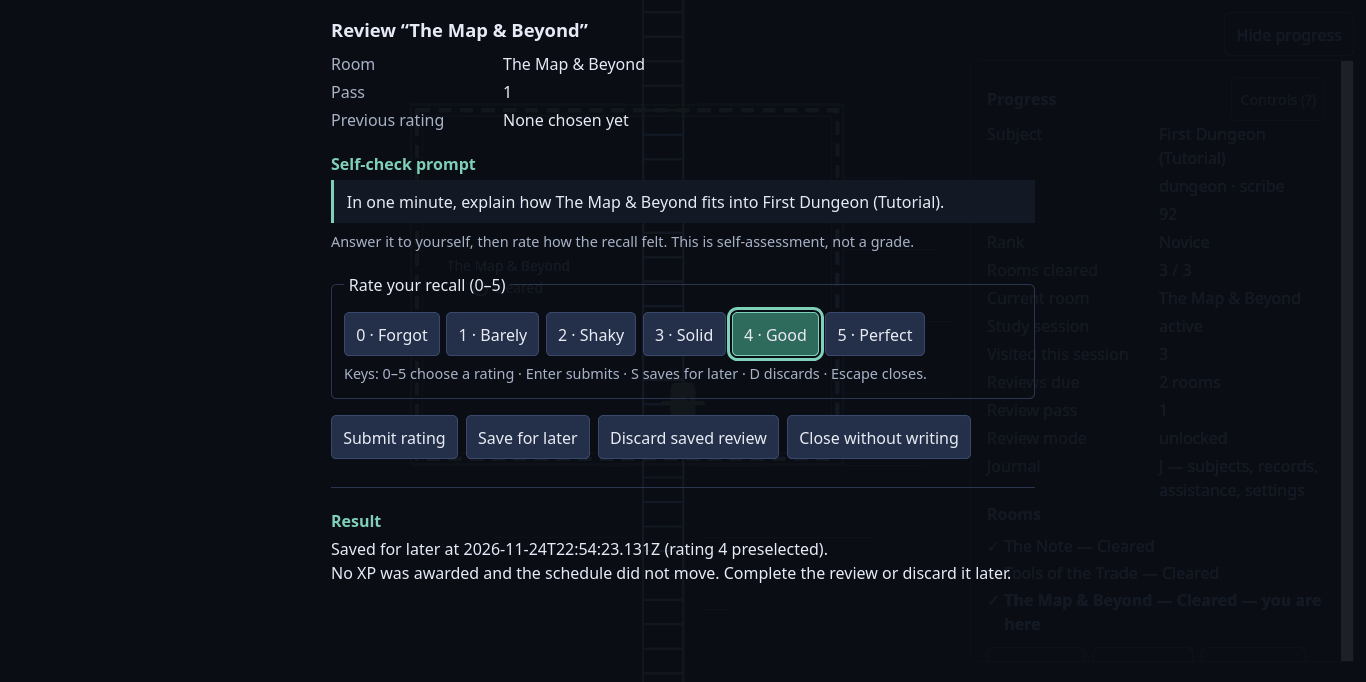 Review “The Map & Beyond”
Room The Map & Beyond
Pass 1
Previous rating None chosen yet
Self-check prompt
In one minute, explain how The Map & Beyond fits into First Dungeon (Tutorial).
Answer it to yourself, then rate how the recall felt. This is self-assessment, not a grade.
Rate your recall (0–5)
0 · Forgot 1 · Barely 2 · Shaky 3 · Solid 4 · Good 5 · Perfect
Keys: 0–5 choose a rating · Enter submits · S saves for later · D discards · Escape closes.
Submit rating Save for later Discard saved review Close without writing
Result
Saved for later at 2026-11-24T22:54:23.131Z (rating 4 preselected).
No XP was awarded and the schedule did not move. Complete the review or discard it later.
The Map & Beyond
Hide progress
Progress
Controls (?)
Subject First Dungeon
(Tutorial)
dungeon · scribe
92
Rank Novice
Rooms cleared 3 / 3
Current room The Map & Beyond
Study session active
Visited this session 3
Reviews due 2 rooms
Review pass 1
Review mode unlocked
Journal J — subjects, records,
assistance, settings
Rooms
✓ The Note — Cleared
Tools of the Trade — Cleared
✓ The Map & Beyond — Cleared — you are
here